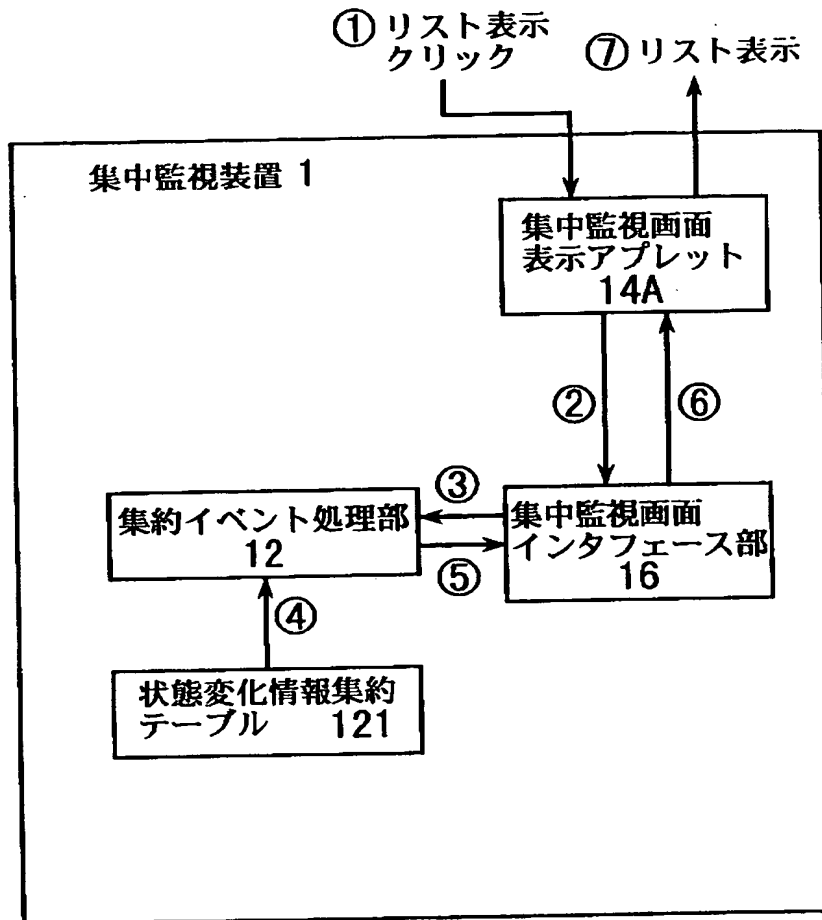 ①リスト表示
クリック
⑦リスト表示
集中監視装置 1
集中監視画面
表示アプレット
14A
②
⑥
③
集約イベント処理部
12
集中監視画面
インタフェース部
16
⑤
④
状態変化情報集約
テーブル 121